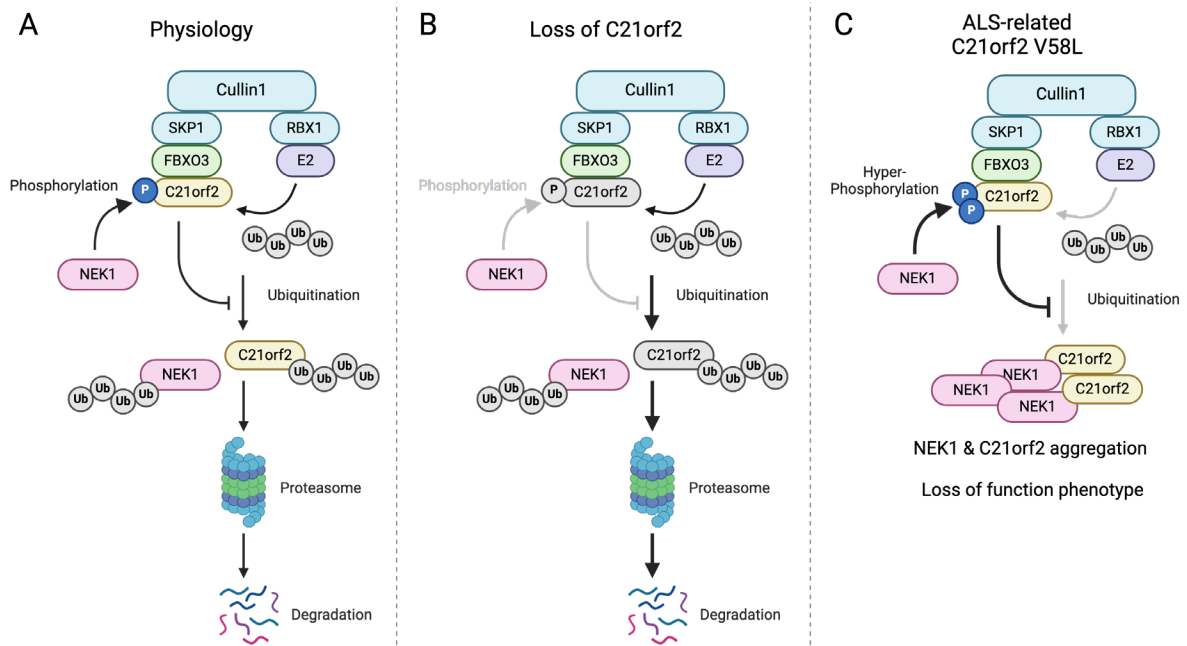 A
Physiology
Cullin1
SKP1
RBX1
FBXO3
E2
Phosphorylation
P
C21orf2
Ub
Ub
Ub
Ub
NEK1
Ubiquitination
C21orf2
NEK1
Ub
Ub
Ub
Ub
Ub
Ub
Ub
Ub
Proteasome
Degradation
B
Loss of C21orf2
Cullin1
SKP1
RBX1
FBXO3
E2
Phosphorylation
P
C21orf2
Ub
Ub
Ub
Ub
NEK1
Ubiquitination
C21orf2
NEK1
Ub
Ub
Ub
Ub
Ub
Ub
Ub
Ub
Proteasome
Degradation
C
ALS-related
C21orf2 V58L
Cullin1
SKP1
RBX1
FBXO3
E2
Hyper-
Phosphorylation
P
P
C21orf2
Ub
Ub
Ub
Ub
NEK1
Ubiquitination
C21orf2
NEK1
NEK1
C21orf2
NEK1
NEK1 & C21orf2 aggregation
Loss of function phenotype